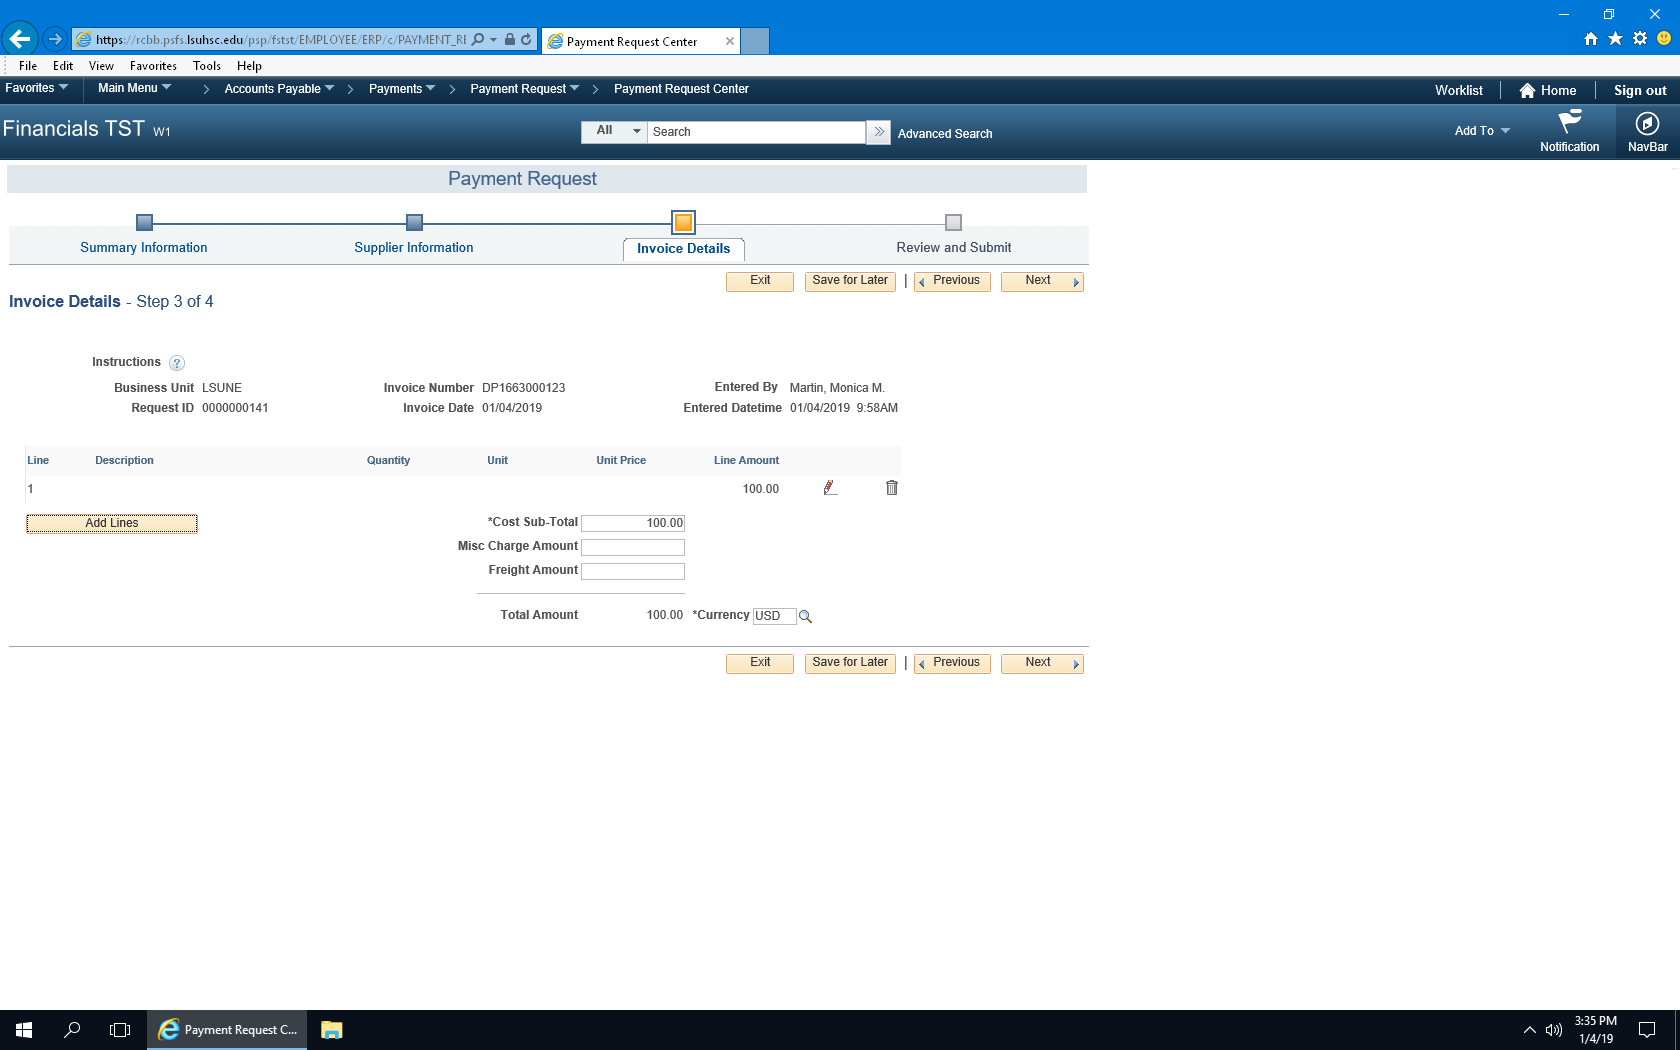 https://rcbb.psfs.lsuhsc.edu/psp/fstst/EMPLOYEE/ERP/c/PAYMENT_RE
Payment Request Center
File Edit View Favorites Tools Help
Favorites Main Menu > Accounts Payable > Payments > Payment Request > Payment Request Center
Worklist Home Sign out
Financials TST W1
All Search » Advanced Search
Add To Notification NavBar
Payment Request
Summary Information Supplier Information Invoice Details Review and Submit
Exit Save for Later | Previous Next
Invoice Details - Step 3 of 4
Instructions ?
Business Unit LSUNE Invoice Number DP1663000123 Entered By Martin, Monica M.
Request ID 0000000141 Invoice Date 01/04/2019 Entered Datetime 01/04/2019 9:58AM
Line Description Quantity Unit Unit Price Line Amount
1 100.00
Add Lines *Cost Sub-Total 100.00
Misc Charge Amount
Freight Amount
Total Amount 100.00 *Currency USD
Exit Save for Later | Previous Next
Payment Request C...
3:35 PM
1/4/19